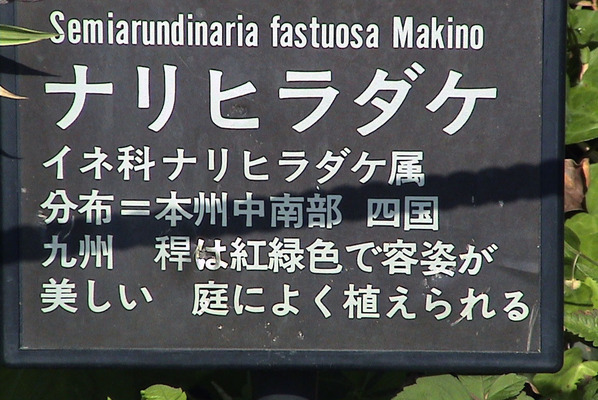 Semiarundinaria fastuosa Makino
ナリヒラダケ
イネ科ナリヒラダケ属
分布＝本州中南部 四国
九州 稈は紅緑色で容姿が
美しい 庭によく植えられる